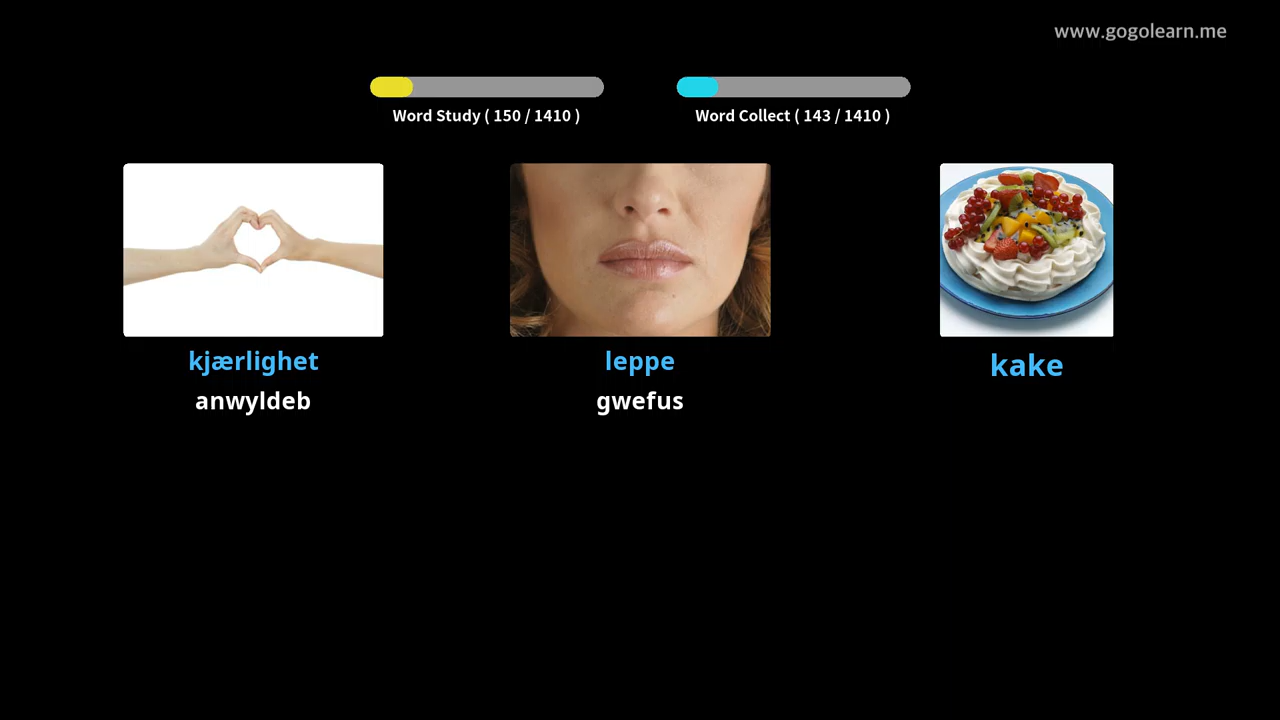 www.gogolearn.me
Word Study ( 150 / 1410 )
Word Collect ( 143 / 1410 )
kjærlighet
anwyldeb
leppe
gwefus
kake